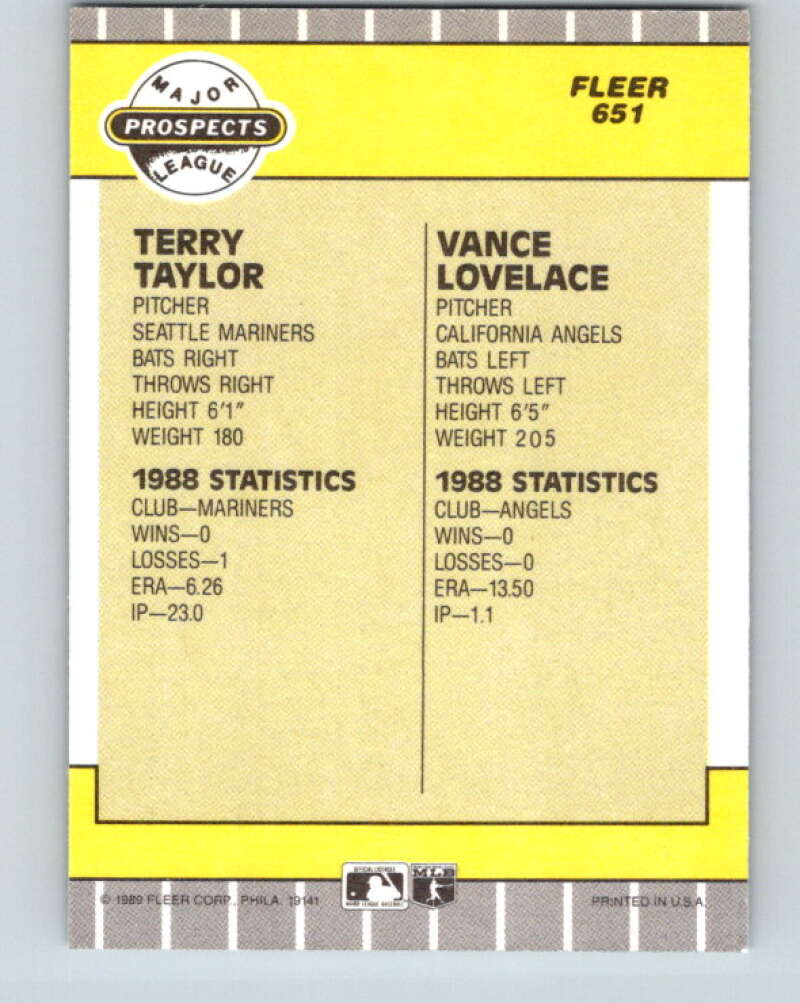 MAJOR
PROSPECTS
LEAGUE
FLEER
651
TERRY
TAYLOR
PITCHER
SEATTLE MARINERS
BATS RIGHT
THROWS RIGHT
HEIGHT 6'1"
WEIGHT 180
1988 STATISTICS
CLUB—MARINERS
WINS—0
LOSSES—1
ERA—6.26
IP—23.0
VANCE
LOVELACE
PITCHER
CALIFORNIA ANGELS
BATS LEFT
THROWS LEFT
HEIGHT 6'5"
WEIGHT 205
1988 STATISTICS
CLUB—ANGELS
WINS—0
LOSSES—0
ERA—13.50
IP—1.1
© 1989 FLEER CORP., PHILA. 19141
MLB
PRINTED IN U.S.A.